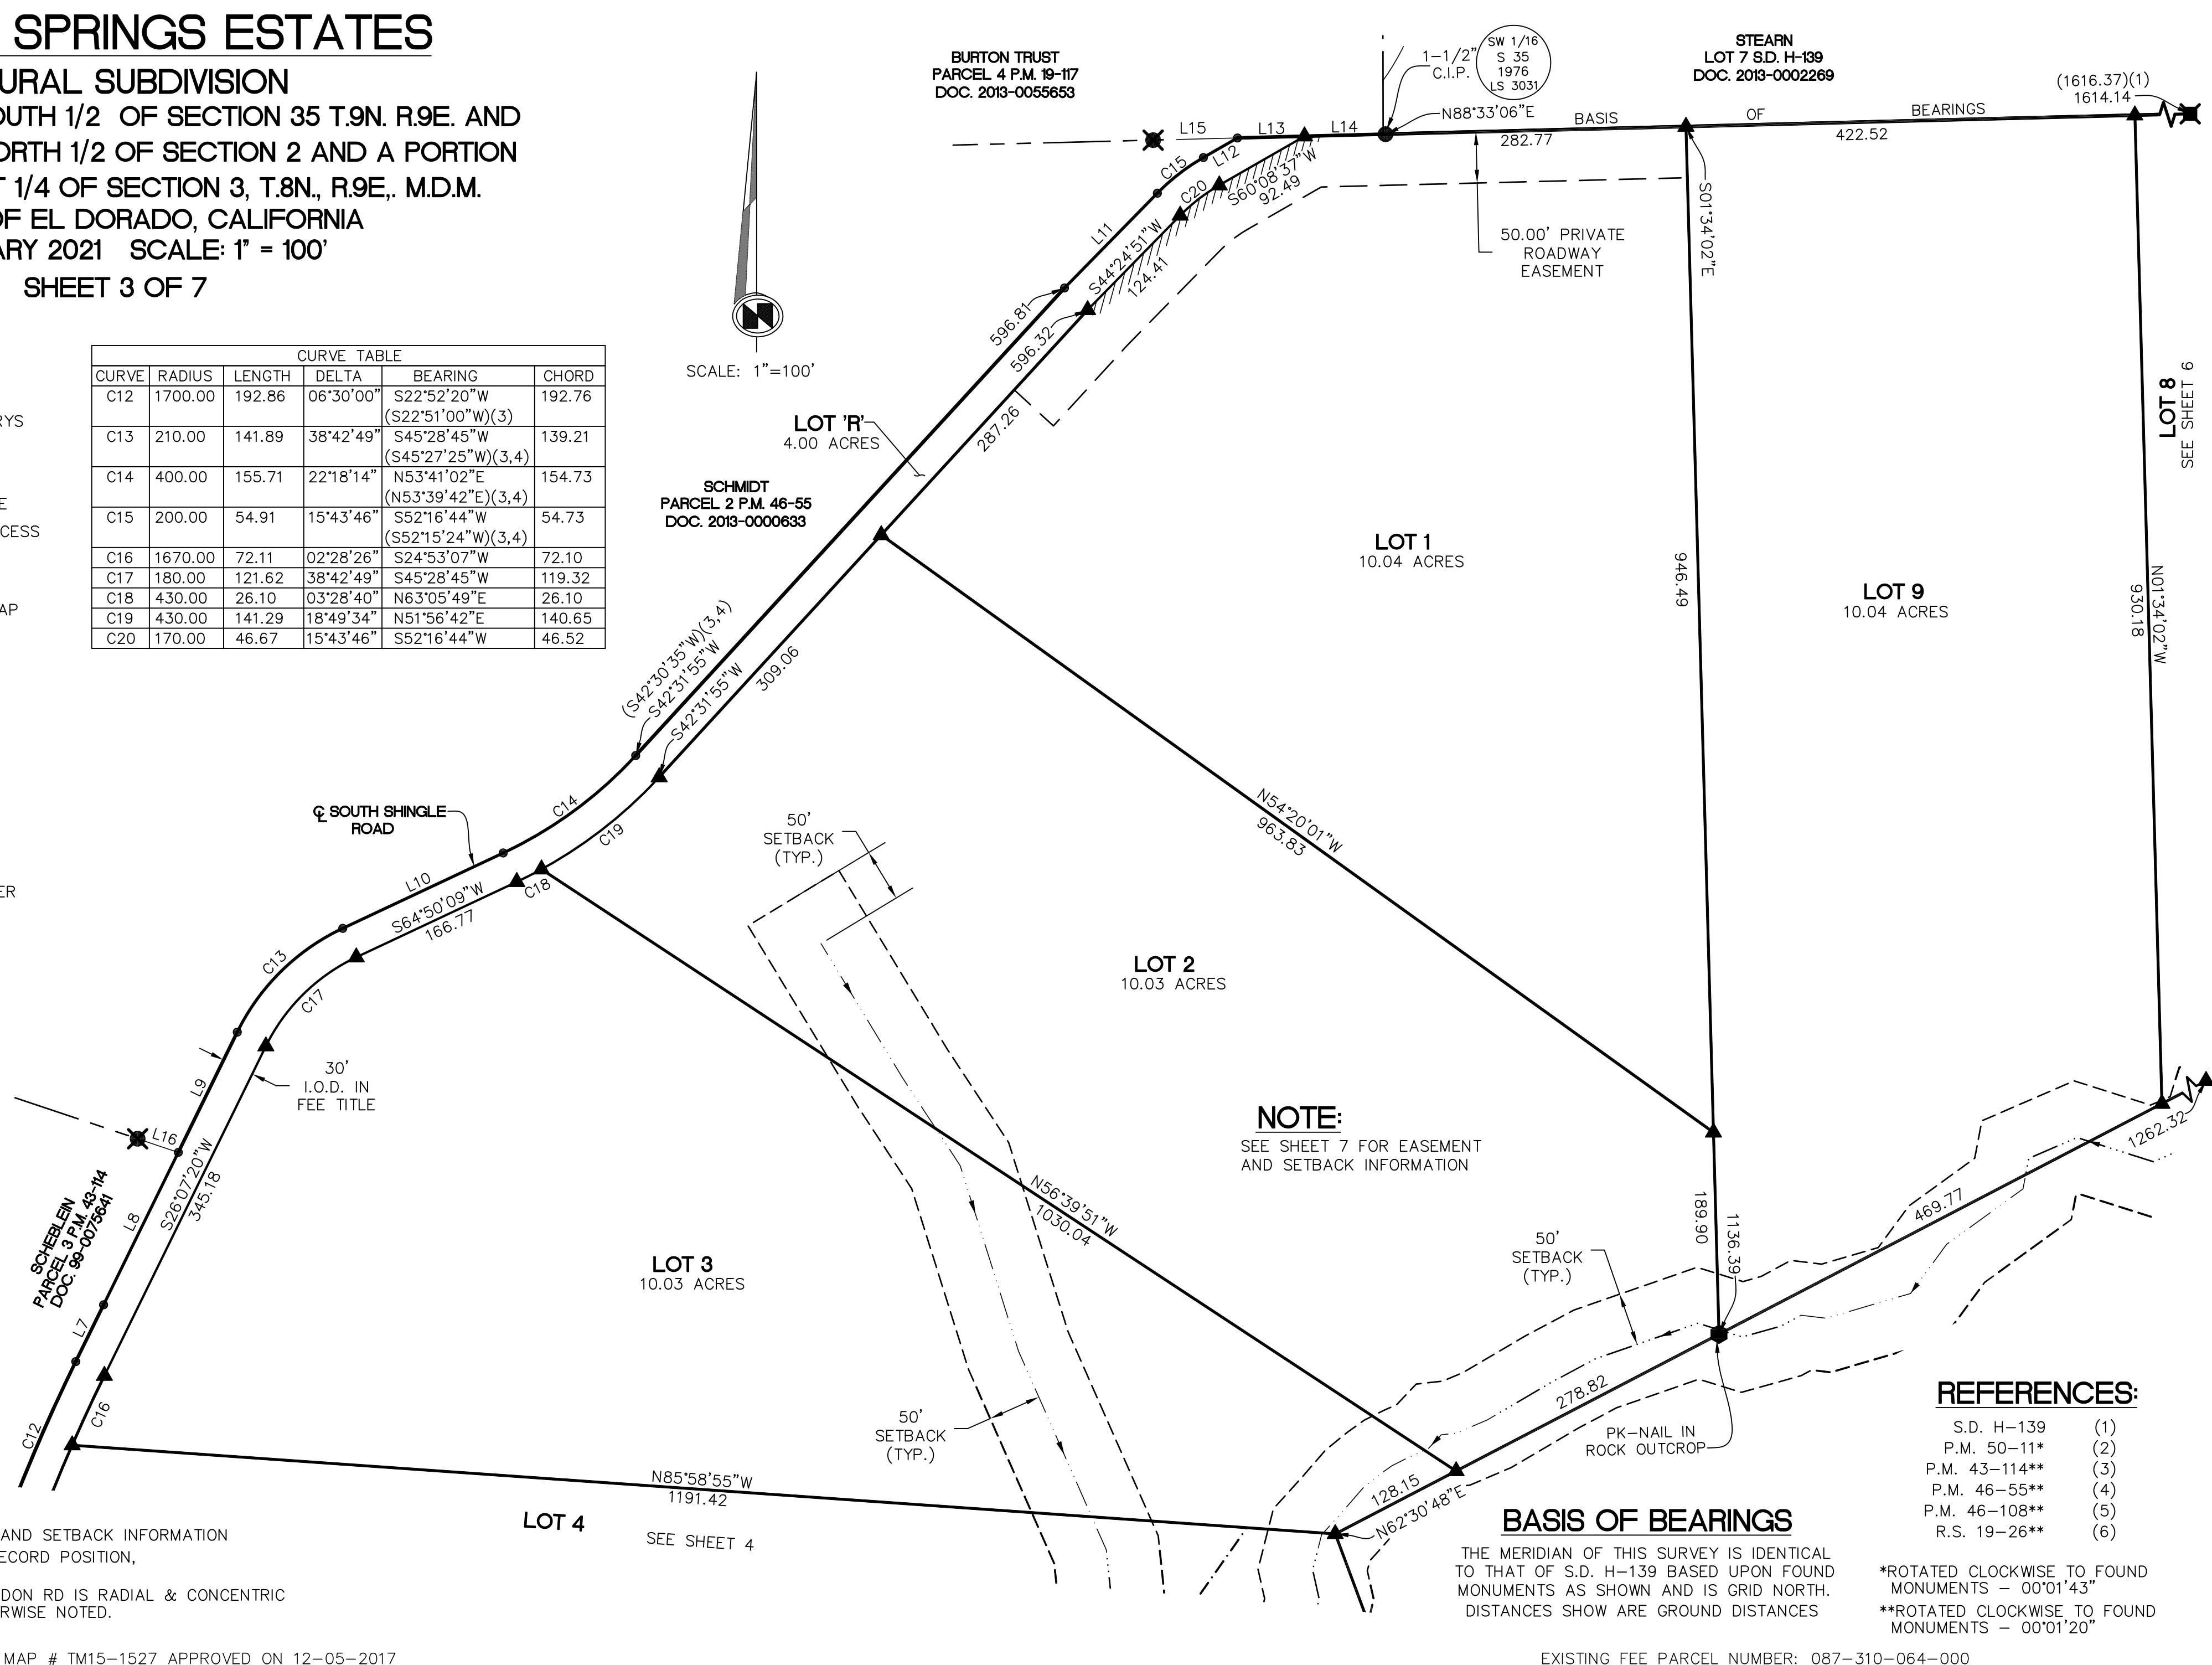 SPRINGS ESTATES
URAL SUBDIVISION
OUTH 1/2 OF SECTION 35 T.9N. R.9E. AND
ORTH 1/2 OF SECTION 2 AND A PORTION
T 1/4 OF SECTION 3, T.8N., R.9E,. M.D.M.
OF EL DORADO, CALIFORNIA
ARY 2021 SCALE: 1" = 100'
SHEET 3 OF 7
CURVE TABLE
CURVE RADIUS LENGTH DELTA BEARING CHORD
C12 1700.00 192.86 06°30'00" S22°52'20"W 192.76
(S22°51'00"W)(3)
C13 210.00 141.89 38°42'49" S45°28'45"W 139.21
(S45°27'25"W)(3,4)
C14 400.00 155.71 22°18'14" N53°41'02"E 154.73
(N53°39'42"E)(3,4)
C15 200.00 54.91 15°43'46" S52°16'44"W 54.73
(S52°15'24"W)(3,4)
C16 1670.00 72.11 02°28'26" S24°53'07"W 72.10
C17 180.00 121.62 38°42'49" S45°28'45"W 119.32
C18 430.00 26.10 03°28'40" N63°05'49"E 26.10
C19 430.00 141.29 18°49'34" N51°56'42"E 140.65
C20 170.00 46.67 15°43'46" S52°16'44"W 46.52
RYS
E
CESS
AP
ER
N
SCALE: 1"=100'
BURTON TRUST
PARCEL 4 P.M. 19-117
DOC. 2013-0055653
1-1/2"
C.I.P.
SW 1/16
S 35
1976
LS 3031
STEARN
LOT 7 S.D. H-139
DOC. 2013-0002269
(1616.37)(1)
1614.14
N88°33'06"E
BASIS OF BEARINGS
282.77
422.52
L15
L13
L14
L12
C15
C20
S60°08'37"W
92.49
L11
S44°24'51"W
124.41
50.00' PRIVATE
ROADWAY
EASEMENT
S01°34'02"E
596.81
596.32
287.26
LOT 'R'
4.00 ACRES
SCHMIDT
PARCEL 2 P.M. 46-55
DOC. 2013-0000633
LOT 1
10.04 ACRES
946.49
LOT 9
10.04 ACRES
N01°34'02"W
930.18
LOT 8
SEE SHEET 6
(S42°30'35"W)(3,4)
S42°31'55"W
S42°31'55"W
309.06
N54°20'01"W
963.83
℄ SOUTH SHINGLE
ROAD
C14
C19
L10
C18
S64°50'09"W
166.77
C13
C17
50'
SETBACK
(TYP.)
LOT 2
10.03 ACRES
30'
I.O.D. IN
FEE TITLE
L9
L16
S26°07'20"W
345.18
L8
SCHEBLEIN
PARCEL 3 P.M. 43-114
DOC. 99-0075641
L7
C12
C16
NOTE:
SEE SHEET 7 FOR EASEMENT
AND SETBACK INFORMATION
N56°39'51"W
1030.04
189.90
1136.39
469.77
1262.32
50'
SETBACK
(TYP.)
LOT 3
10.03 ACRES
50'
SETBACK
(TYP.)
278.82
PK-NAIL IN
ROCK OUTCROP
128.15
N62°30'48"E
N85°58'55"W
1191.42
LOT 4
SEE SHEET 4
REFERENCES:
S.D. H-139 (1)
P.M. 50-11* (2)
P.M. 43-114** (3)
P.M. 46-55** (4)
P.M. 46-108** (5)
R.S. 19-26** (6)
*ROTATED CLOCKWISE TO FOUND
MONUMENTS - 00°01'43"
**ROTATED CLOCKWISE TO FOUND
MONUMENTS - 00°01'20"
BASIS OF BEARINGS
THE MERIDIAN OF THIS SURVEY IS IDENTICAL
TO THAT OF S.D. H-139 BASED UPON FOUND
MONUMENTS AS SHOWN AND IS GRID NORTH.
DISTANCES SHOW ARE GROUND DISTANCES
AND SETBACK INFORMATION
ECORD POSITION,
DON RD IS RADIAL & CONCENTRIC
RWISE NOTED.
MAP # TM15-1527 APPROVED ON 12-05-2017
EXISTING FEE PARCEL NUMBER: 087-310-064-000